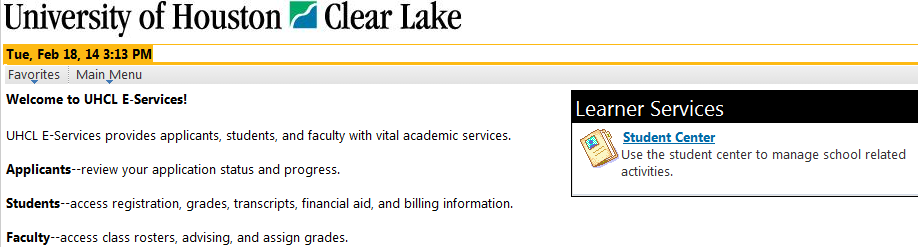 University of Houston Clear Lake
Tue, Feb 18, 14 3:13 PM
Favorites Main Menu
Welcome to UHCL E-Services!
UHCL E-Services provides applicants, students, and faculty with vital academic services.
Applicants--review your application status and progress.
Students--access registration, grades, transcripts, financial aid, and billing information.
Faculty--access class rosters, advising, and assign grades.
Learner Services
Student Center
Use the student center to manage school related
activities.